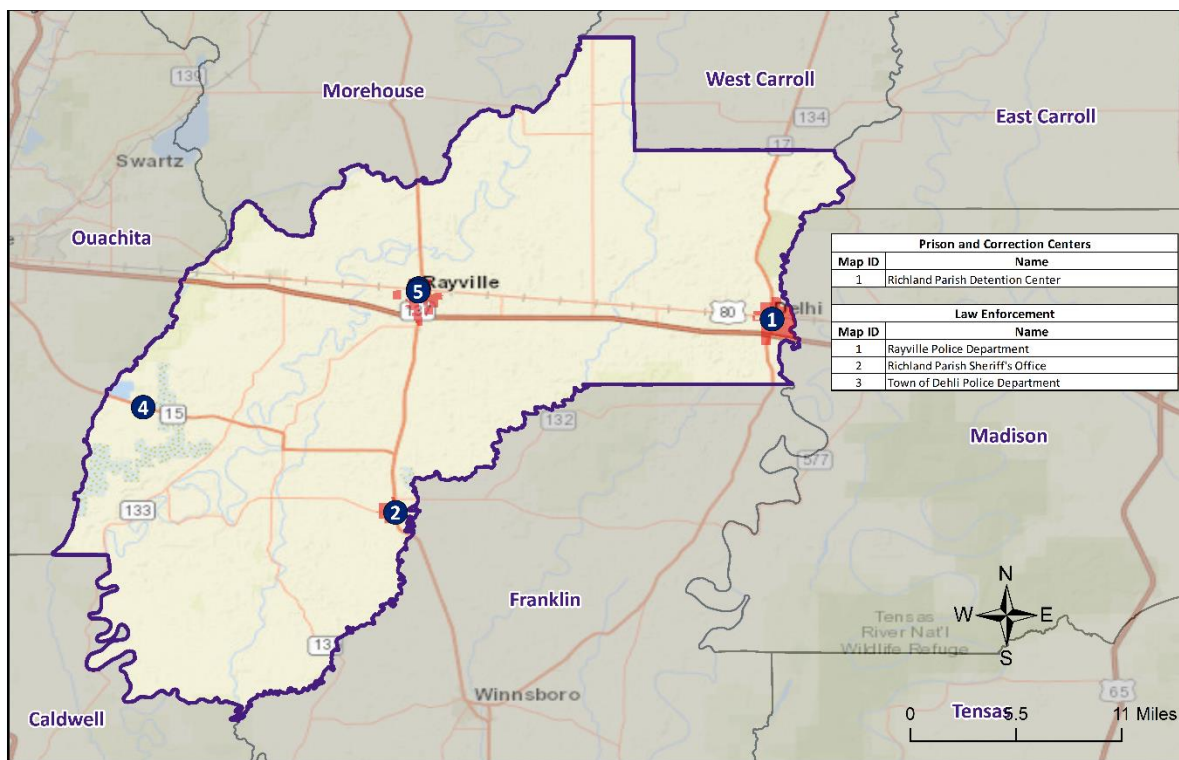 139
Morehouse
West Carroll
134
East Carroll
17
Swartz
Ouachita
Rayville
5
80
1
Delhi
4
15
132
577
Madison
133
2
Franklin
Tensas
River Nat'l
Wildlife Refuge
Winnsboro
65
Caldwell
Tensas
Prison and Correction Centers
Map ID Name
1 Richland Parish Detention Center
Law Enforcement
Map ID Name
1 Rayville Police Department
2 Richland Parish Sheriff's Office
3 Town of Dehli Police Department
N
W E
S
0 5.5 11 Miles